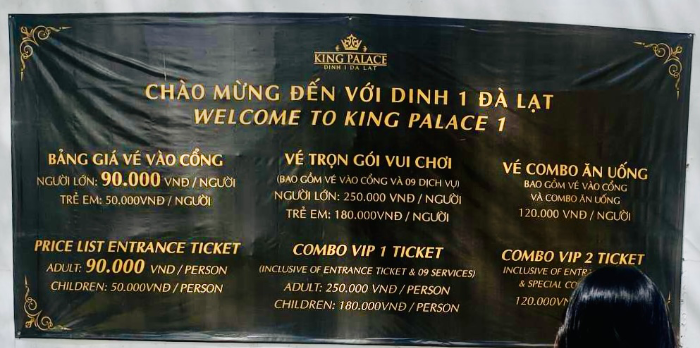 KING PALACE
DINH 1 ĐÀ LẠT
CHÀO MỪNG ĐẾN VỚI DINH 1 ĐÀ LẠT
WELCOME TO KING PALACE 1
BẢNG GIÁ VÉ VÀO CỔNG
NGƯỜI LỚN: 90.000 VNĐ / NGƯỜI
TRẺ EM: 50.000VNĐ / NGƯỜI
VÉ TRỌN GÓI VUI CHƠI
(BAO GỒM VÉ VÀO CỔNG VÀ 09 DỊCH VỤ)
NGƯỜI LỚN: 250.000 VNĐ / NGƯỜI
TRẺ EM: 180.000VNĐ / NGƯỜI
VÉ COMBO ĂN UỐNG
BAO GỒM VÉ VÀO CỔNG
VÀ COMBO ĂN UỐNG
120.000 VNĐ / NGƯỜI
PRICE LIST ENTRANCE TICKET
ADULT: 90.000 VND / PERSON
CHILDREN: 50.000VNĐ / PERSON
COMBO VIP 1 TICKET
(INCLUSIVE OF ENTRANCE TICKET & 09 SERVICES)
ADULT: 250.000 VNĐ / PERSON
CHILDREN: 180.000VNĐ / PERSON
COMBO VIP 2 TICKET
INCLUSIVE OF
& SPECIAL
120.000